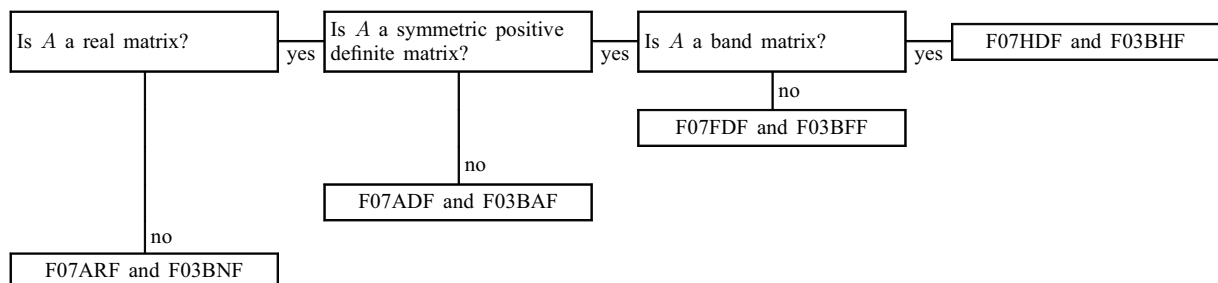 Is A a real matrix?
yes
Is A a symmetric positive
definite matrix?
yes
Is A a band matrix?
yes
F07HDF and F03BHF
no
F07FDF and F03BFF
no
F07ADF and F03BAF
no
F07ARF and F03BNF